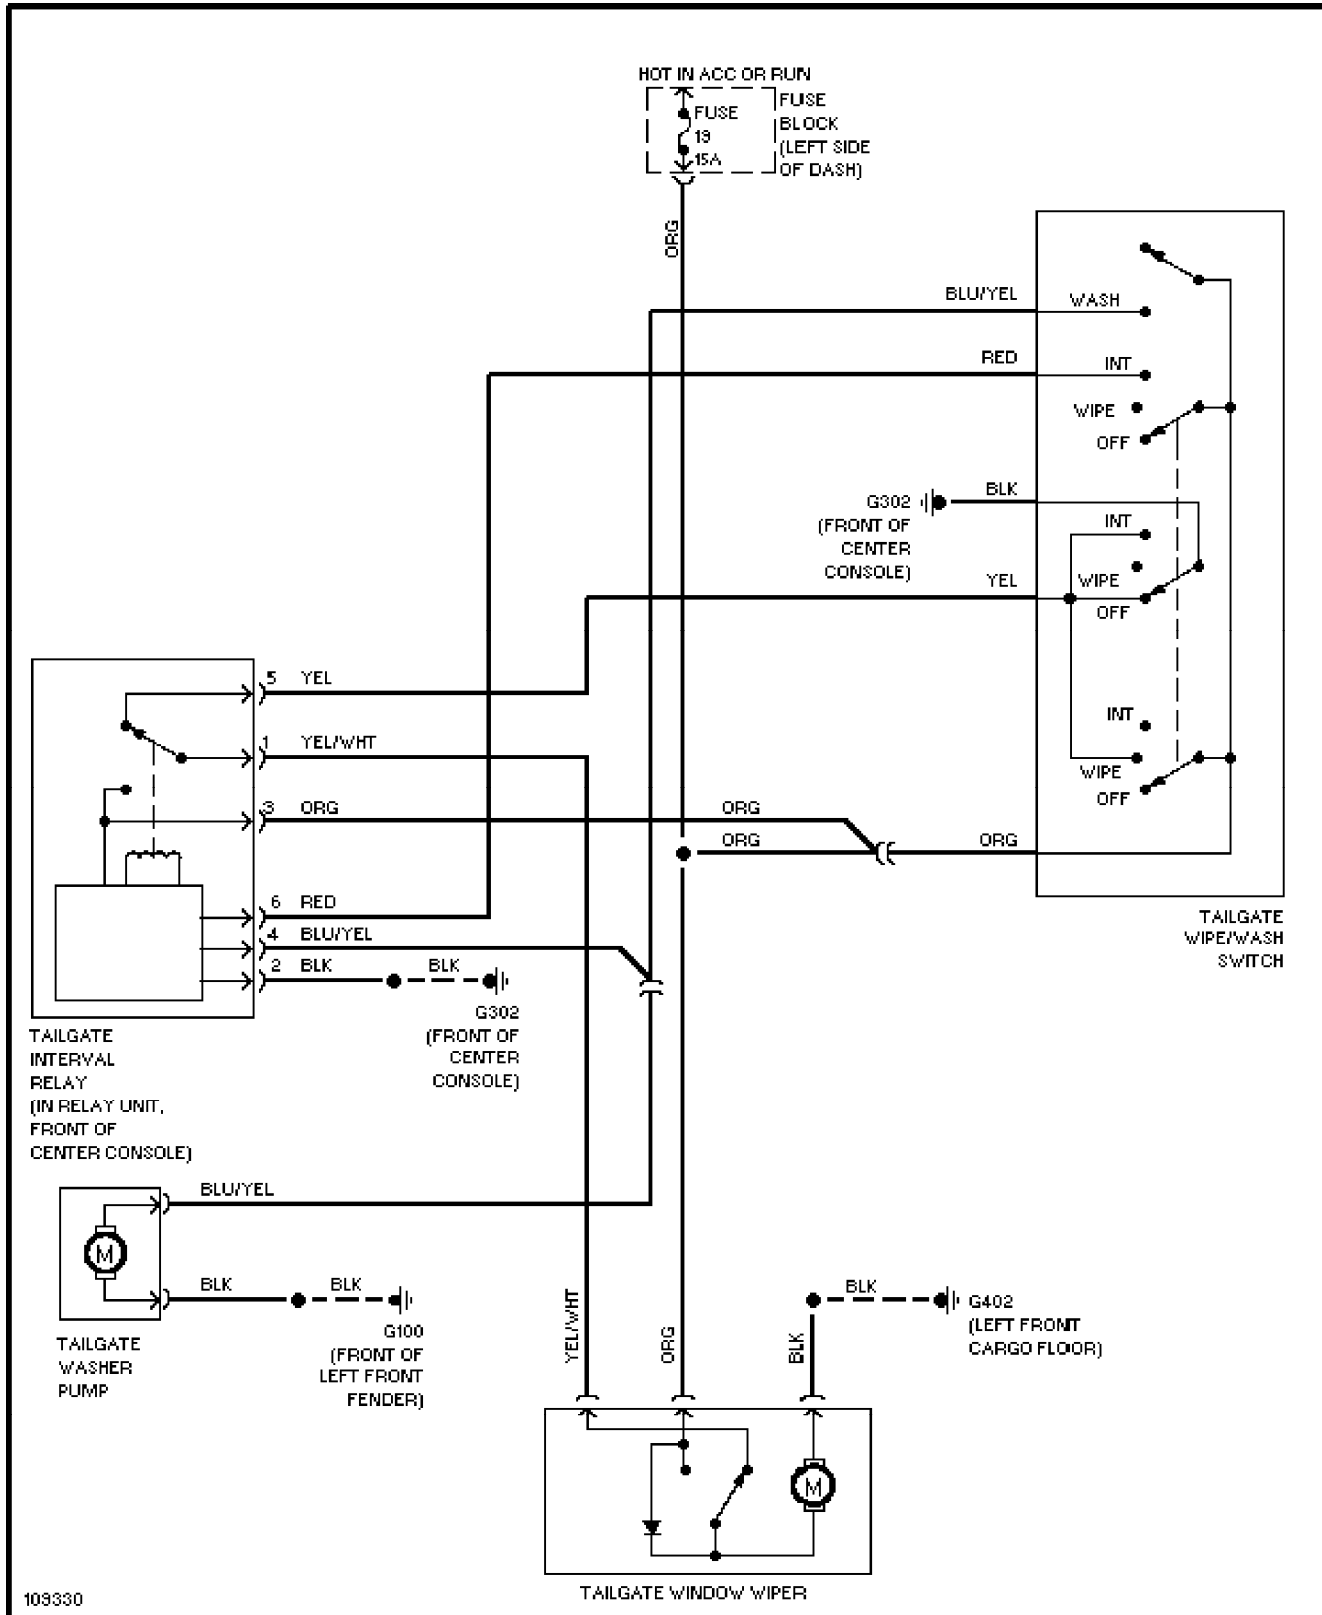 HOT IN ACC OR RUN
FUSE
19
15A
FUSE
BLOCK
(LEFT SIDE
OF DASH)
ORG
BLU/YEL
WASH
RED
INT
WIPE
OFF
BLK
G302
(FRONT OF
CENTER
CONSOLE)
INT
WIPE
OFF
YEL
INT
WIPE
OFF
5 YEL
1 YEL/WHT
3 ORG
ORG
ORG
ORG
6 RED
4 BLU/YEL
2 BLK
BLK
G302
(FRONT OF
CENTER
CONSOLE)
TAILGATE
WIPE/WASH
SWITCH
TAILGATE
INTERVAL
RELAY
(IN RELAY UNIT,
FRONT OF
CENTER CONSOLE)
BLU/YEL
M
BLK
BLK
G100
(FRONT OF
LEFT FRONT
FENDER)
TAILGATE
WASHER
PUMP
YEL/WHT
ORG
BLK
BLK
G402
(LEFT FRONT
CARGO FLOOR)
M
TAILGATE WINDOW WIPER
109330